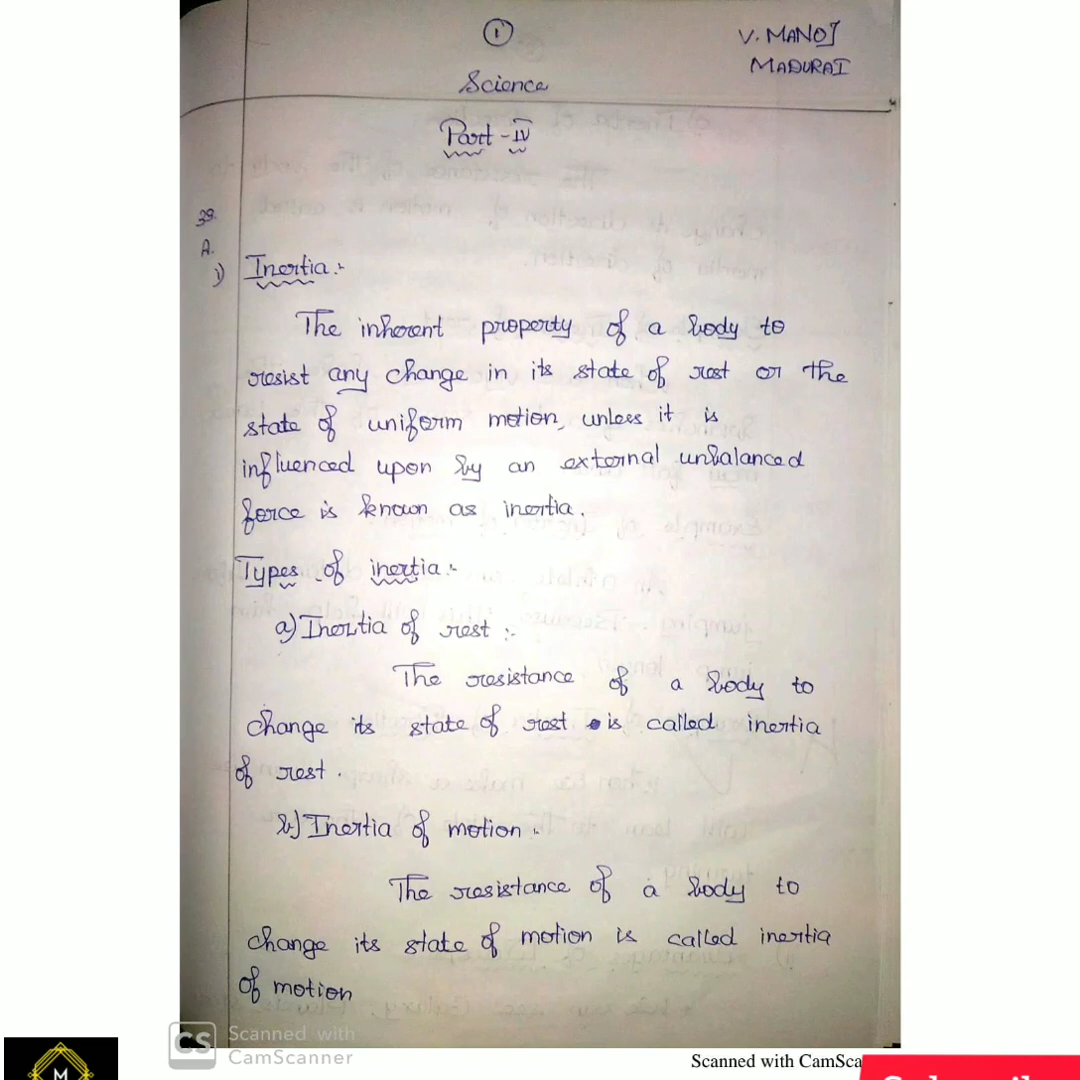 1
V. MANOJ
MADURAI
Science
Part - IV
39.
A.
i) Inertia :-
The inherent property of a body to
resist any change in its state of rest or the
state of uniform motion, unless it is
influenced upon by an external unbalanced
force is known as inertia.
Types of inertia :-
a) Inertia of rest :-
The resistance of a body to
change its state of rest is called inertia
of rest.
b) Inertia of motion :-
The resistance of a body to
change its state of motion is called inertia
of motion
CS Scanned with
CamScanner
Scanned with CamSca
M